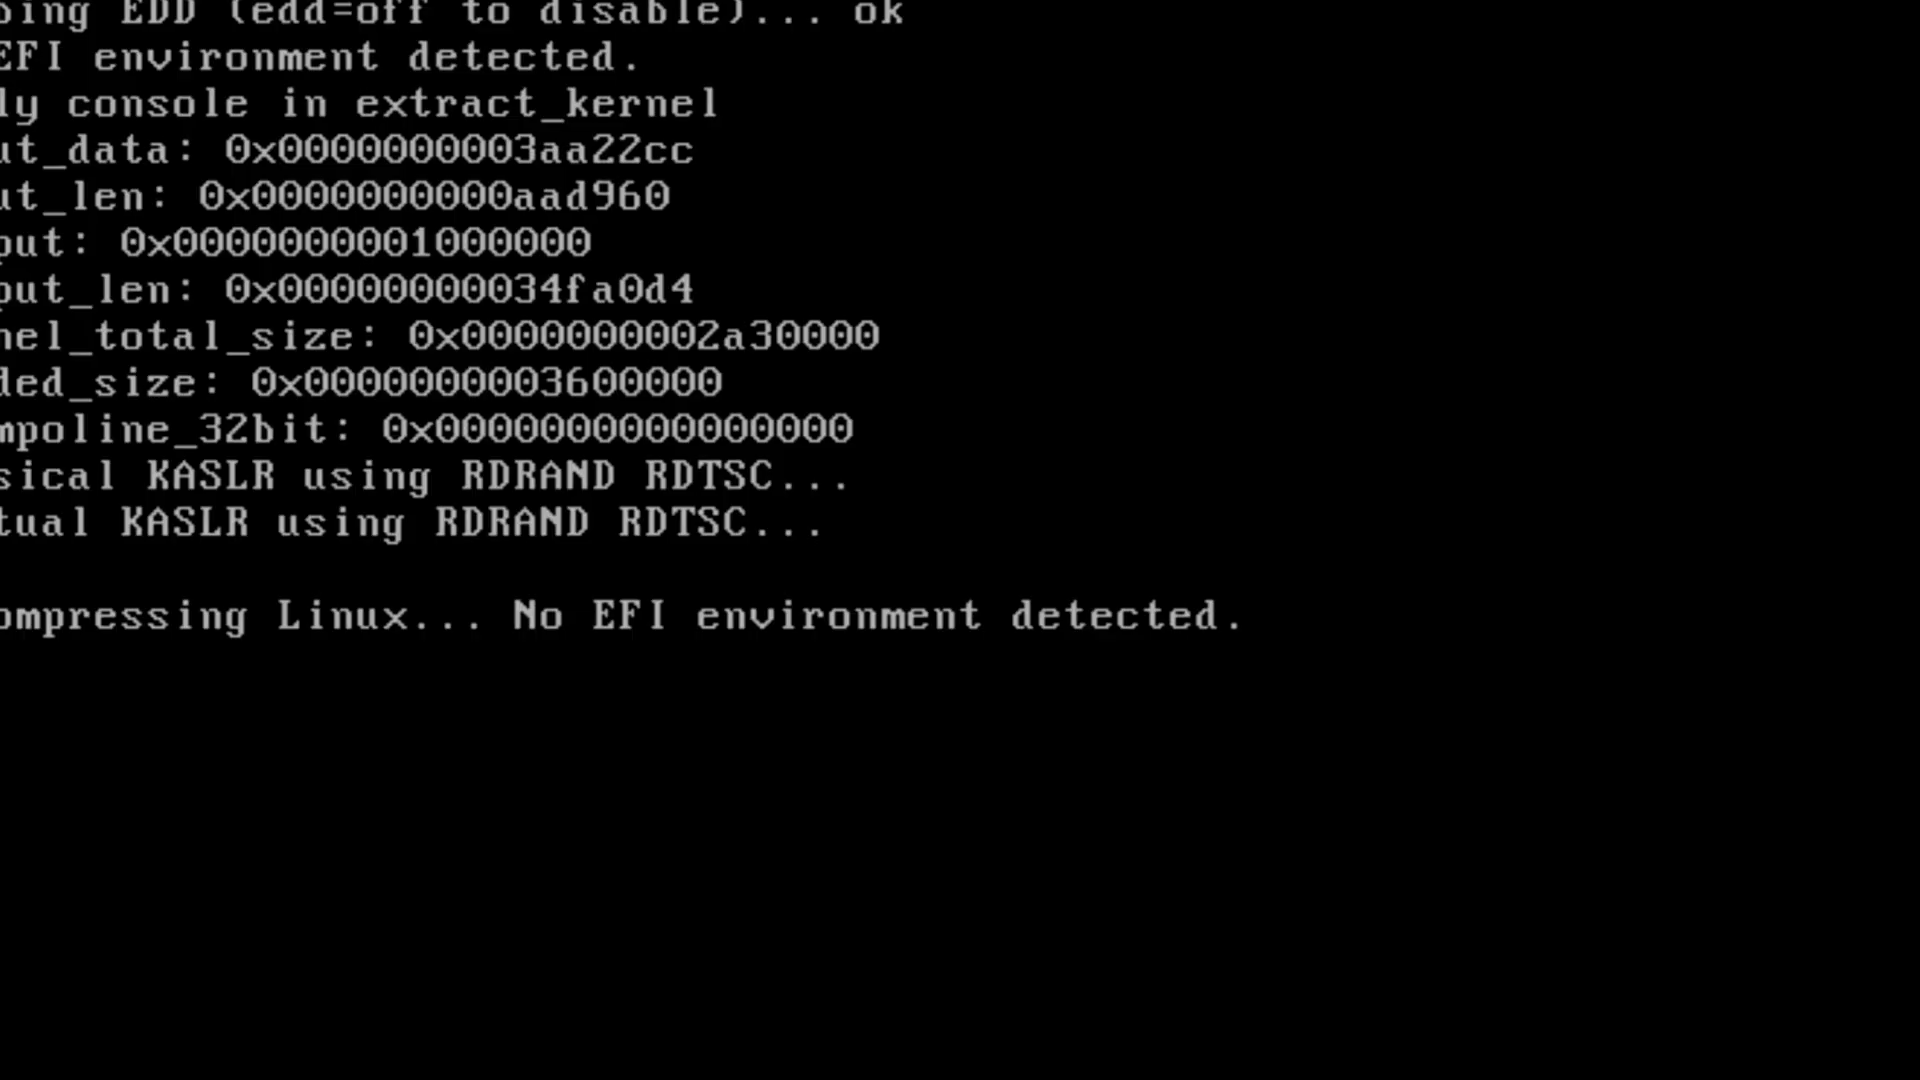 bing EDD (edd=off to disable)... ok
EFI environment detected.
ly console in extract_kernel
ut_data: 0x0000000003aa22cc
ut_len: 0x0000000000aad960
put: 0x0000000001000000
put_len: 0x00000000034fa0d4
nel_total_size: 0x0000000002a30000
ded_size: 0x0000000003600000
mpoline_32bit: 0x0000000000000000
sical KASLR using RDRAND RDTSC...
tual KASLR using RDRAND RDTSC...
ompressing Linux... No EFI environment detected.